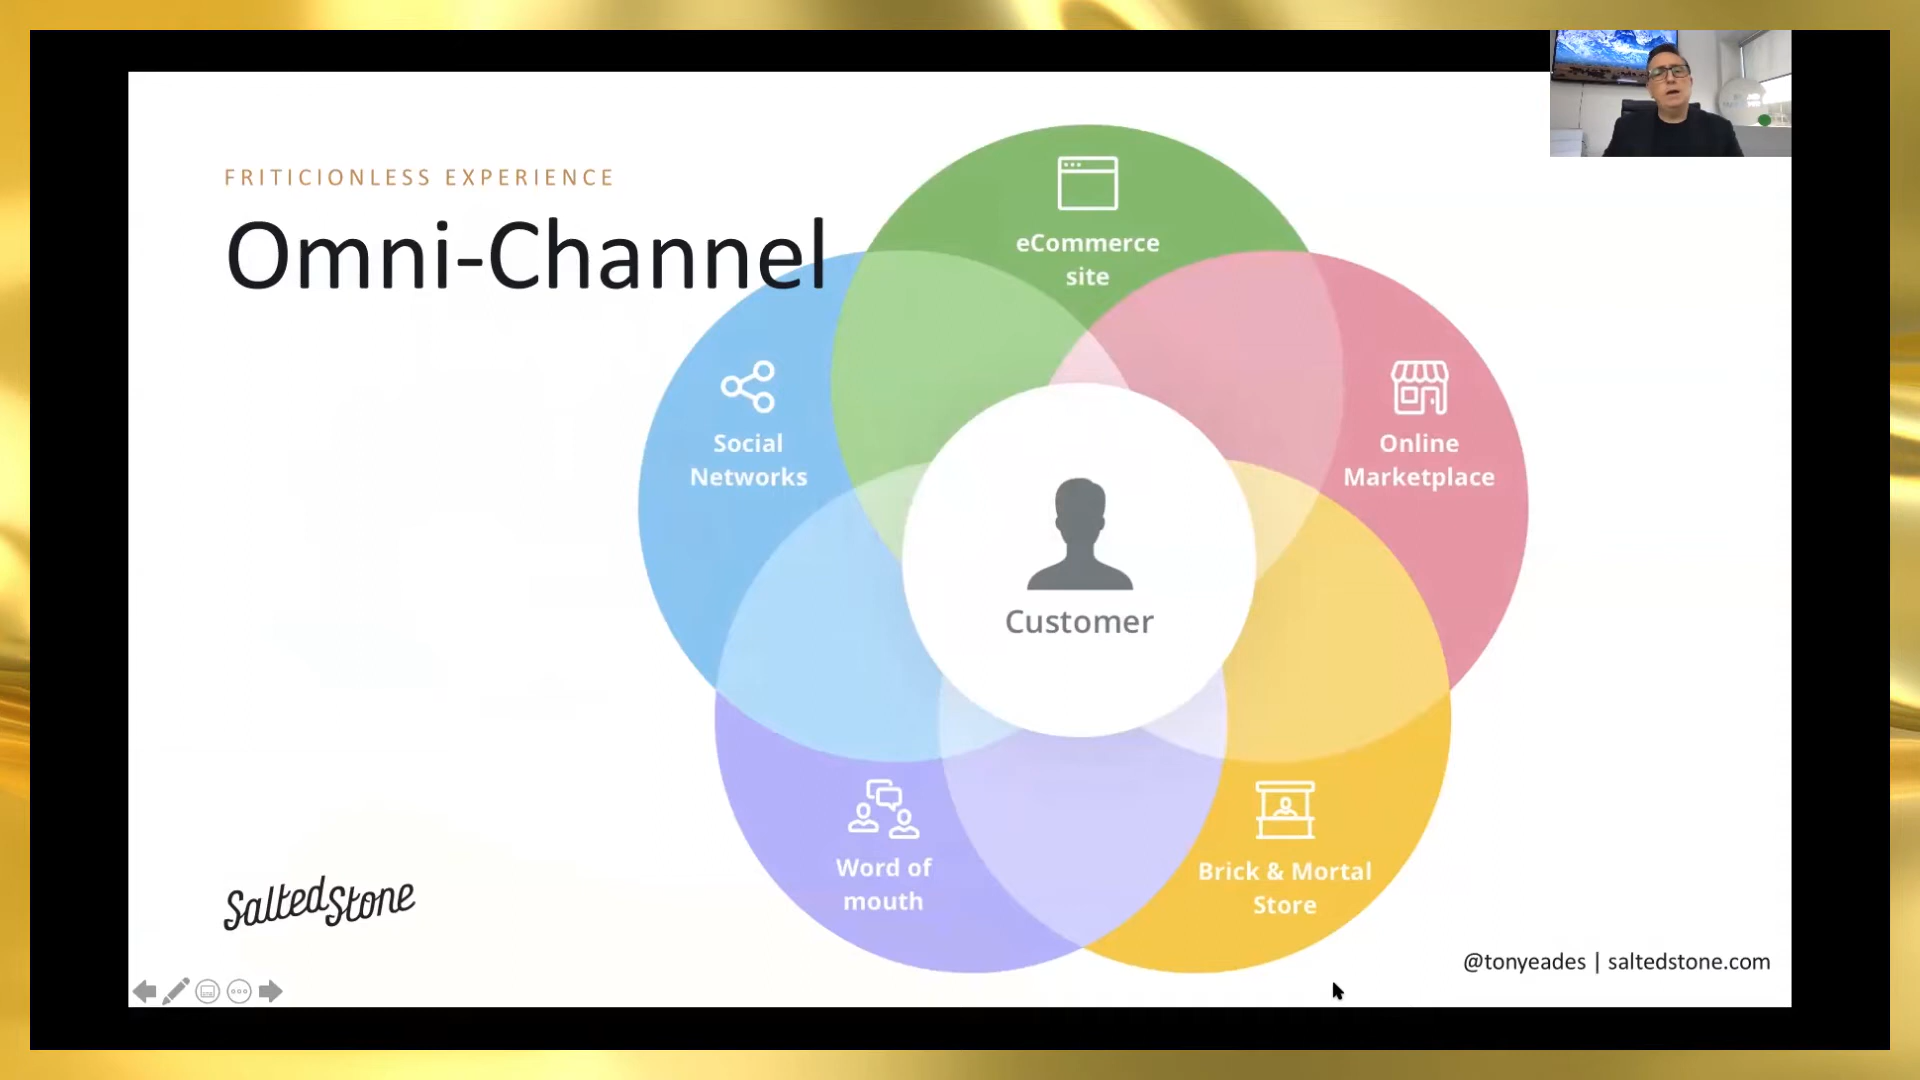 FRITICIONLESS EXPERIENCE
Omni-Channel
eCommerce
site
Social
Networks
Online
Marketplace
Customer
Word of
mouth
Brick & Mortal
Store
SaltedStone
@tonyeades | saltedstone.com